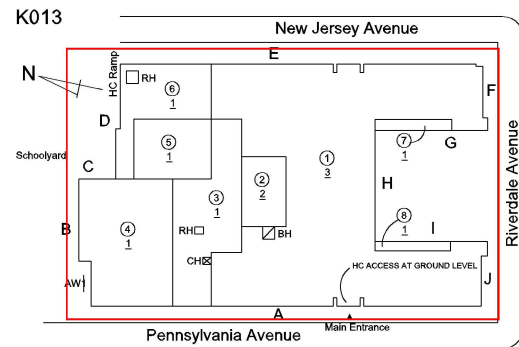 K013
New Jersey Avenue
E
HC Ramp
RH
N
6
1
F
D
5
1
7
1
G
1
3
Schoolyard
C
2
2
H
3
1
Riverdale Avenue
B
4
1
RH
BH
8
1
I
CH
HC ACCESS AT GROUND LEVEL
AW1
J
A
Main Entrance
Pennsylvania Avenue